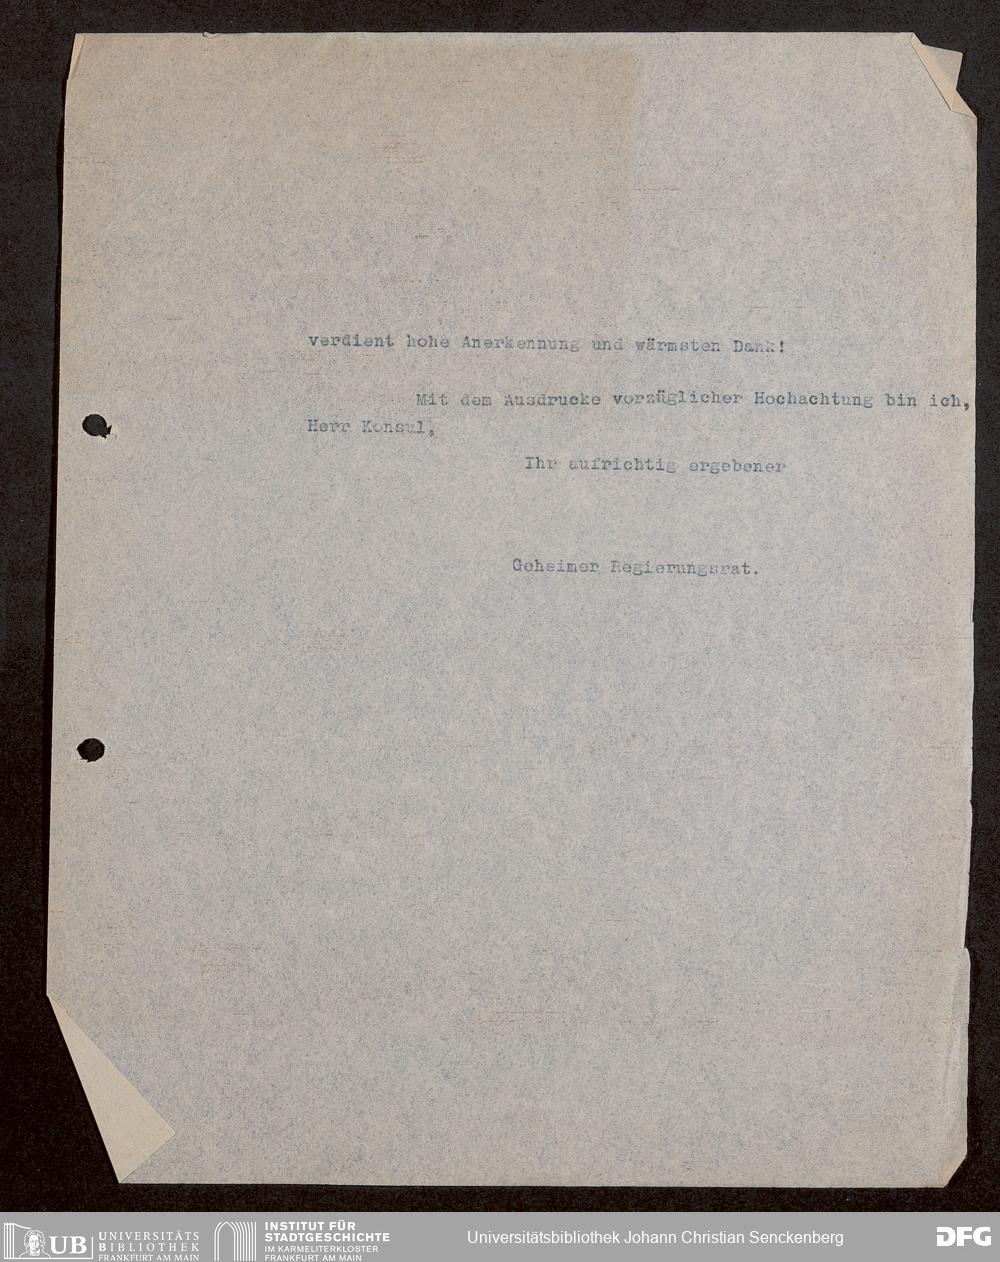 verdient hohe Anerkennung und wärmsten Dank!
Mit dem Ausdrucke vorzüglicher Hochachtung bin ich,
Herr Konsul,
Ihr aufrichtig ergebener
Geheimer Regierungsrat.
UB
UNIVERSITÄTS
BIBLIOTHEK
FRANKFURT AM MAIN
INSTITUT FÜR
STADTGESCHICHTE
IM KARMELITERKLOSTER
FRANKFURT AM MAIN
Universitätsbibliothek Johann Christian Senckenberg
DFG